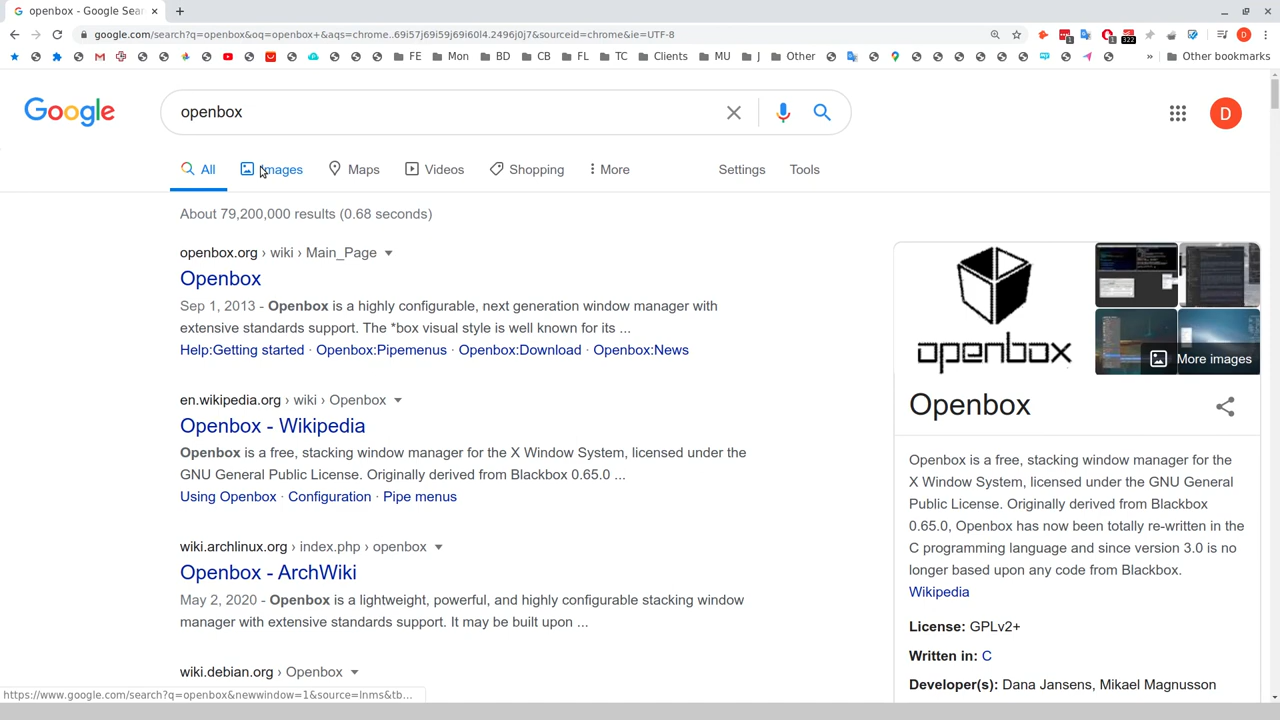 openbox - Google Sear
google.com/search?q=openbox&oq=openbox+&aqs=chrome..69i57j69i59j69i60l4.2496j0j7&sourceid=chrome&ie=UTF-8
1 1 322 D
FE Mon BD CB FL TC Clients MU J Other » Other bookmarks
Google
openbox
D
All Images Maps Videos Shopping More Settings Tools
About 79,200,000 results (0.68 seconds)
openbox.org › wiki › Main_Page
Openbox
Sep 1, 2013 - Openbox is a highly configurable, next generation window manager with
extensive standards support. The *box visual style is well known for its ...
Help:Getting started · Openbox:Pipemenus · Openbox:Download · Openbox:News
en.wikipedia.org › wiki › Openbox
Openbox - Wikipedia
Openbox is a free, stacking window manager for the X Window System, licensed under the
GNU General Public License. Originally derived from Blackbox 0.65.0 ...
Using Openbox · Configuration · Pipe menus
wiki.archlinux.org › index.php › openbox
Openbox - ArchWiki
May 2, 2020 - Openbox is a lightweight, powerful, and highly configurable stacking window
manager with extensive standards support. It may be built upon ...
wiki.debian.org › Openbox
https://www.google.com/search?q=openbox&newwindow=1&source=lnms&tb...
openbox
More images
Openbox
Openbox is a free, stacking window manager for the
X Window System, licensed under the GNU General
Public License. Originally derived from Blackbox
0.65.0, Openbox has now been totally re-written in the
C programming language and since version 3.0 is no
longer based upon any code from Blackbox.
Wikipedia
License: GPLv2+
Written in: C
Developer(s): Dana Jansens, Mikael Magnusson